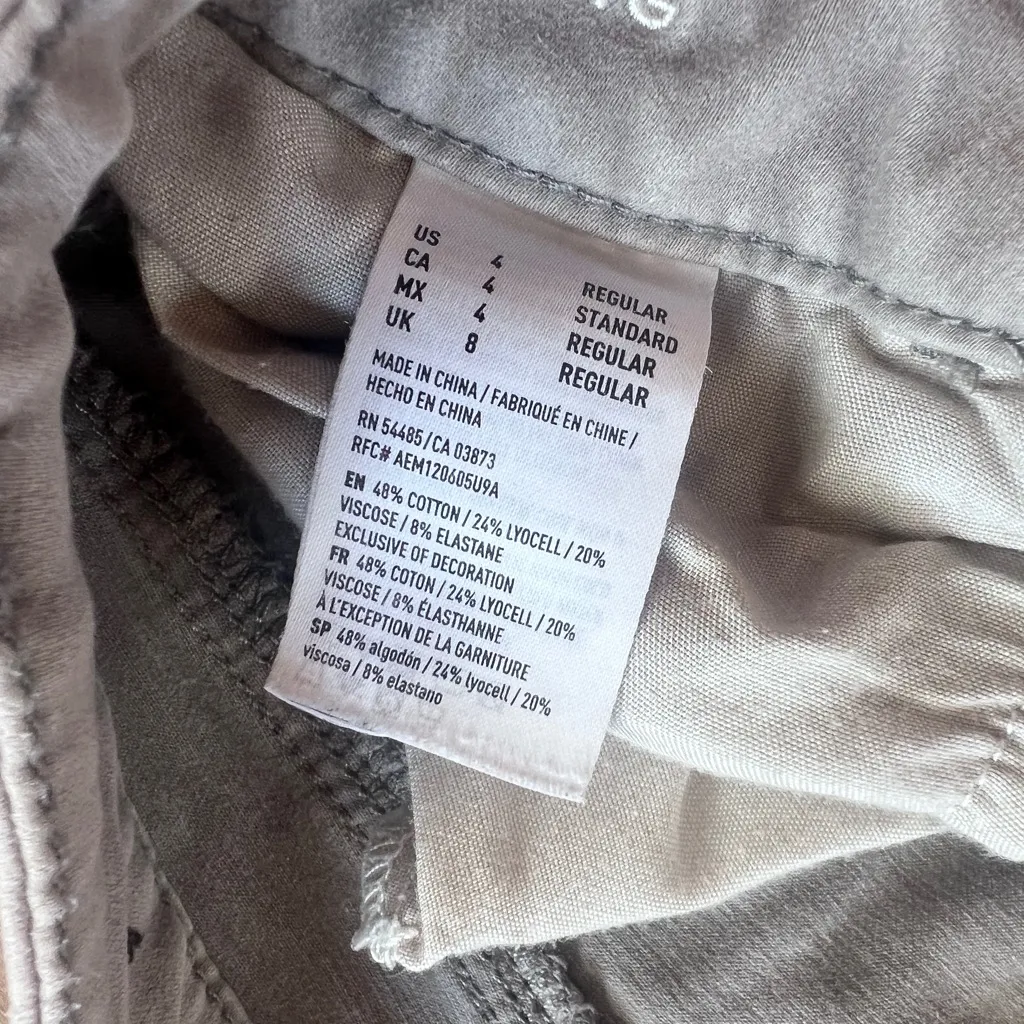 US 4 REGULAR
CA 4 STANDARD
MX 4 REGULAR
UK 8 REGULAR
MADE IN CHINA / FABRIQUÉ EN CHINE /
HECHO EN CHINA
RN 54485 / CA 03873
RFC# AEM120605U9A
EN 48% COTTON / 24% LYOCELL / 20%
VISCOSE / 8% ELASTANE
EXCLUSIVE OF DECORATION
FR 48% COTON / 24% LYOCELL / 20%
VISCOSE / 8% ÉLASTHANNE
À L'EXCEPTION DE LA GARNITURE
SP 48% algodón / 24% lyocell / 20%
viscosa / 8% elastano